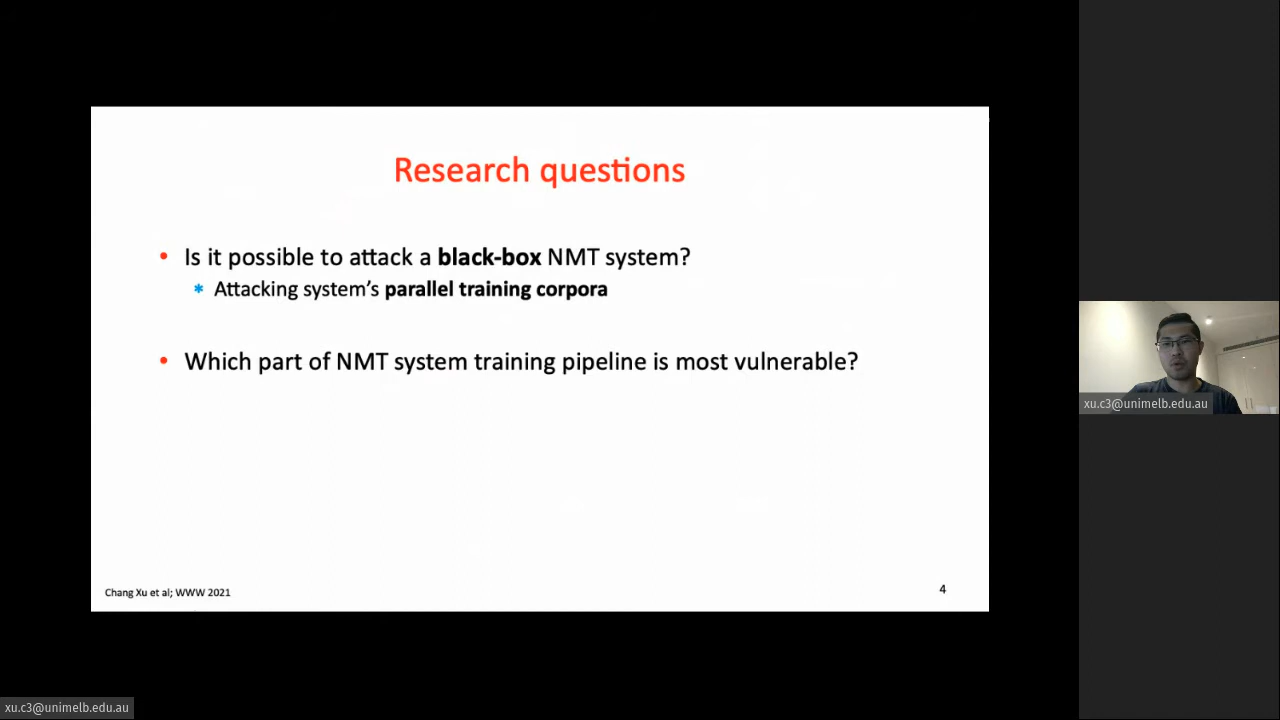 Research questions
• Is it possible to attack a black-box NMT system?
* Attacking system's parallel training corpora
• Which part of NMT system training pipeline is most vulnerable?
Chang Xu et al; WWW 2021
4
xu.c3@unimelb.edu.au
xu.c3@unimelb.edu.au